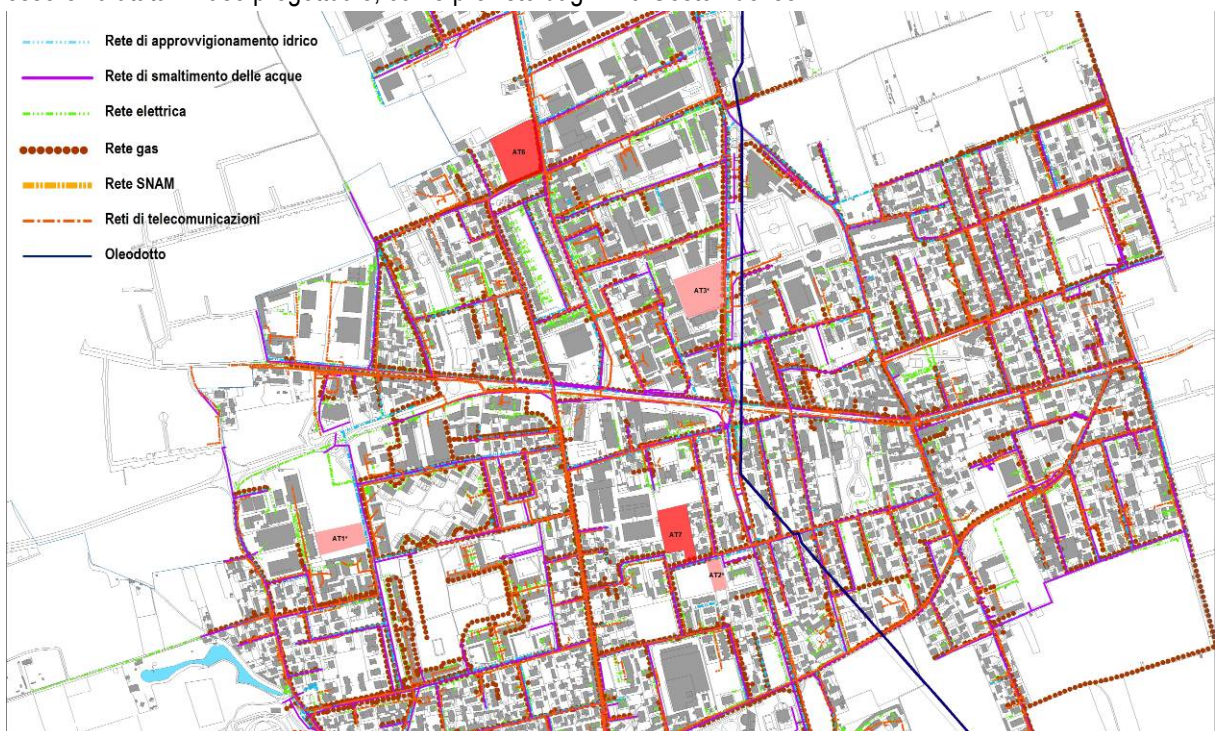 Rete di approvvigionamento idrico
Rete di smaltimento delle acque
Rete elettrica
Rete gas
Rete SNAM
Reti di telecomunicazioni
Oleodotto
AT6
AT3*
AT1*
AT7
AT2*